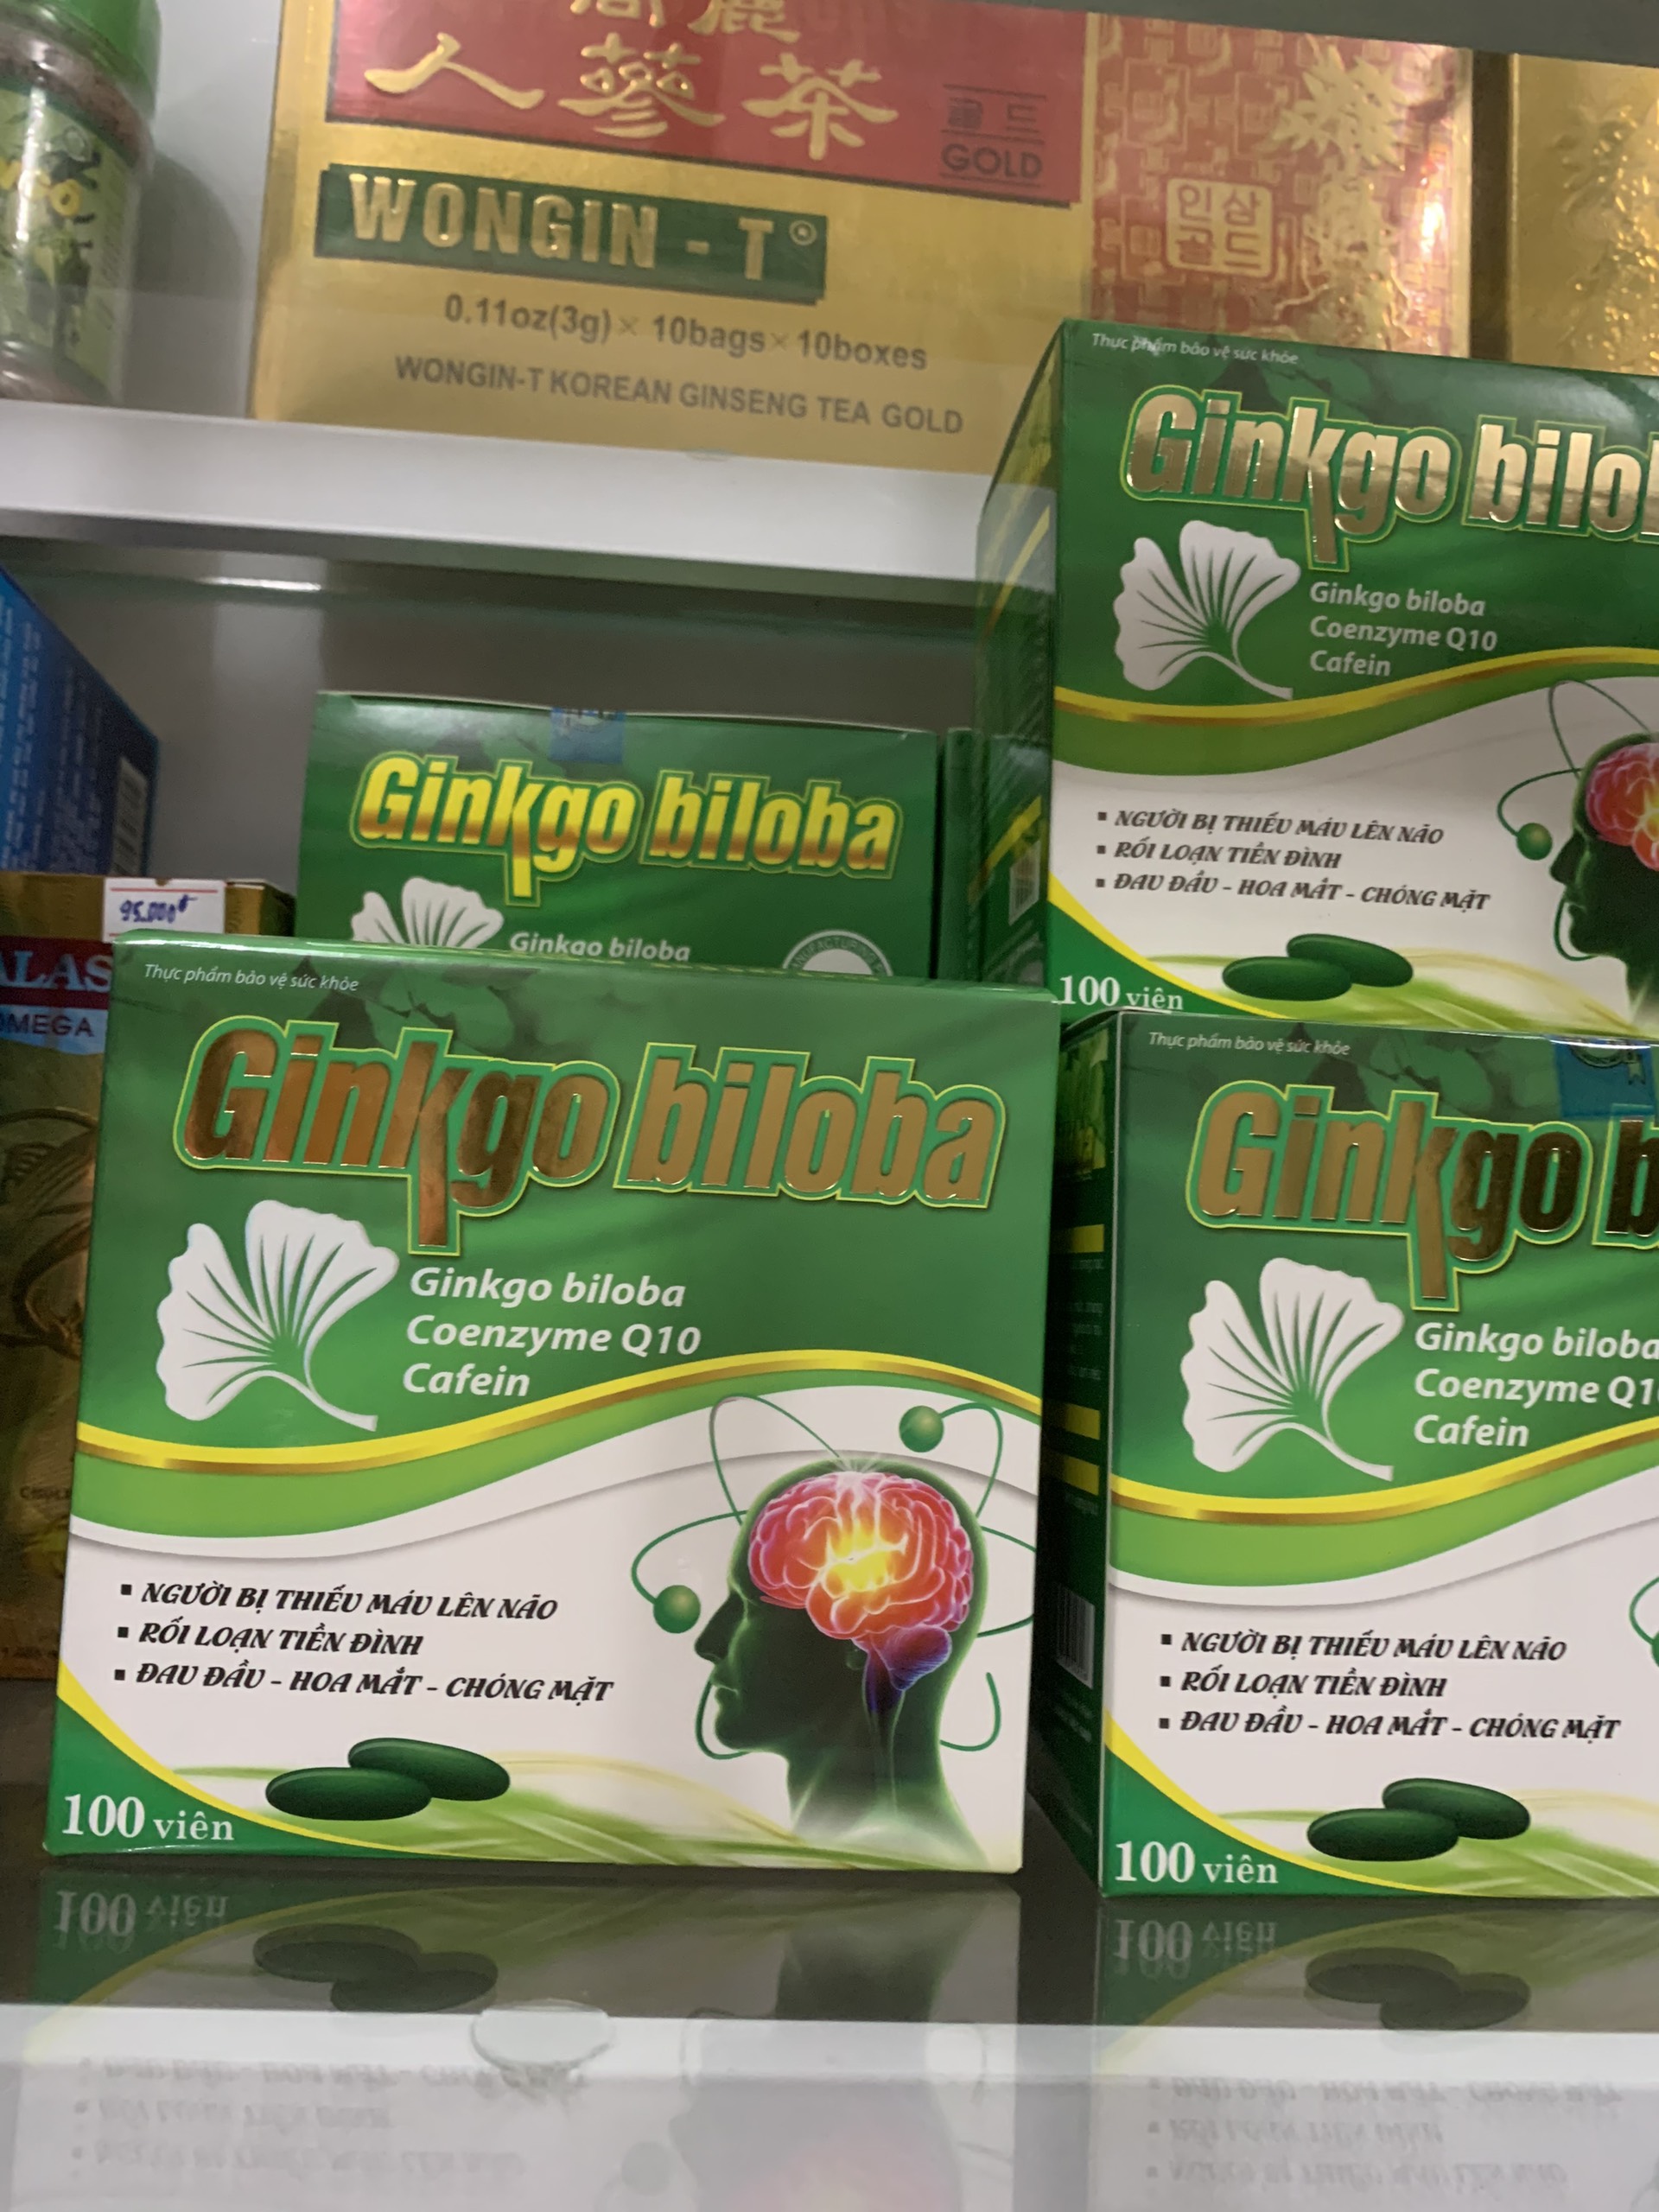 人蔘茶
골드
GOLD
WONGIN - T®
0.11oz(3g) × 10bags × 10boxes
WONGIN-T KOREAN GINSENG TEA GOLD
인삼
골드
Thực phẩm bảo vệ sức khỏe
Ginkgo
Ginkgo biloba
Coenzyme Q10
Cafein
NGƯỜI BỊ THIẾU MÁU LÊN NÃO
RỐI LOẠN TIỀN ĐÌNH
ĐAU ĐẦU - HOA MẮT - CHÓNG MẶT
100 viên
Ginkgo biloba
Ginkgo biloba
95.000đ
OMEGA
Thực phẩm bảo vệ sức khỏe
Ginkgo biloba
Ginkgo biloba
Coenzyme Q10
Cafein
NGƯỜI BỊ THIẾU MÁU LÊN NÃO
RỐI LOẠN TIỀN ĐÌNH
ĐAU ĐẦU - HOA MẮT - CHÓNG MẶT
100 viên
Thực phẩm bảo vệ sức khỏe
Ginkgo b
Ginkgo biloba
Coenzyme Q1
Cafein
NGƯỜI BỊ THIẾU MÁU LÊN NÃO
RỐI LOẠN TIỀN ĐÌNH
ĐAU ĐẦU - HOA MẮT - CHÓNG MẶT
100 viên